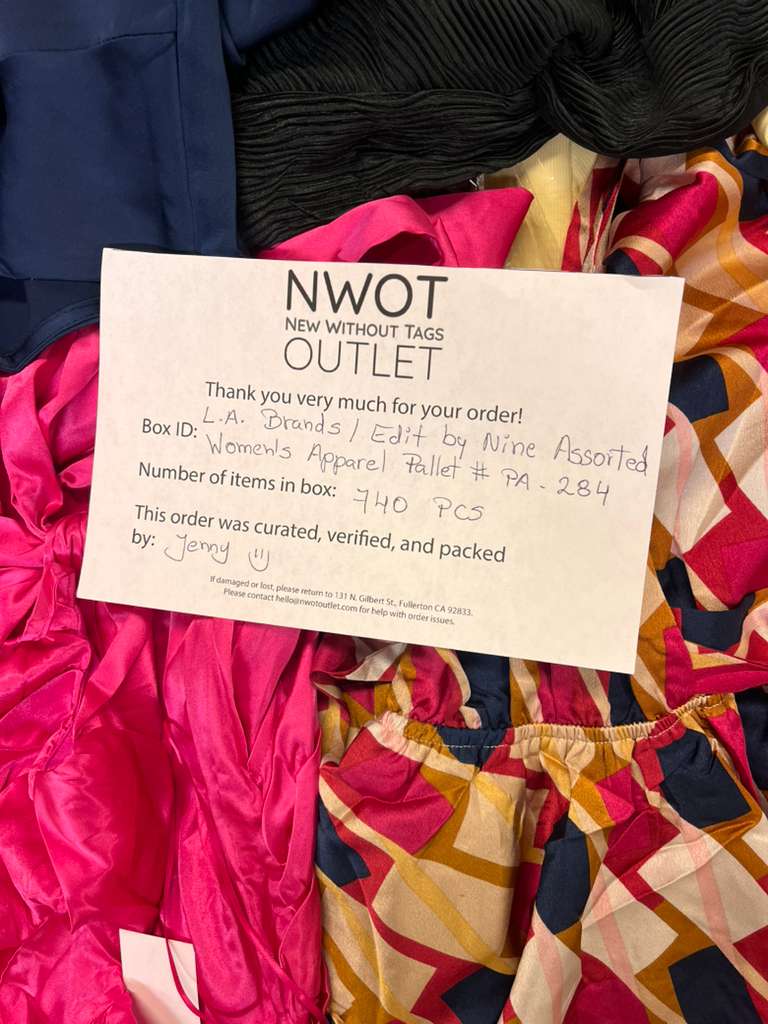 NWOT
NEW WITHOUT TAGS
OUTLET
Thank you very much for your order!
Box ID: L.A. Brands / Edit by Nine Assorted
Women's Apparel Pallet # PA - 284
Number of items in box: 740 PCS
This order was curated, verified, and packed
by: Jenny
If damaged or lost, please return to 131 N. Gilbert St., Fullerton CA 92833.
Please contact hello@nwotoutlet.com for help with order issues.